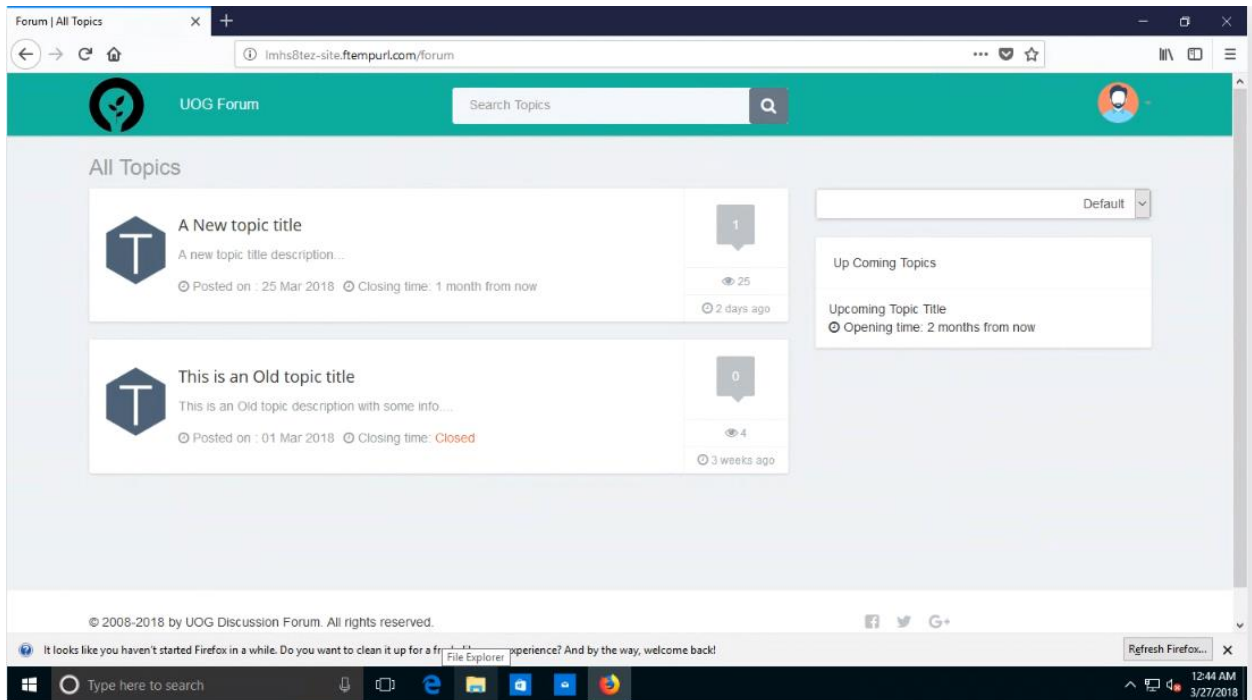 Forum | All Topics
lmhs8tez-site.ftempurl.com/forum
UOG Forum
Search Topics
All Topics
T
A New topic title
A new topic title description...
Posted on : 25 Mar 2018 Closing time: 1 month from now
1
25
2 days ago
T
This is an Old topic title
This is an Old topic description with some info....
Posted on : 01 Mar 2018 Closing time: Closed
0
4
3 weeks ago
Default
Up Coming Topics
Upcoming Topic Title
Opening time: 2 months from now
© 2008-2018 by UOG Discussion Forum. All rights reserved.
G+
It looks like you haven't started Firefox in a while. Do you want to clean it up for a experience? And by the way, welcome back!
Refresh Firefox...
File Explorer
Type here to search
12:44 AM
3/27/2018